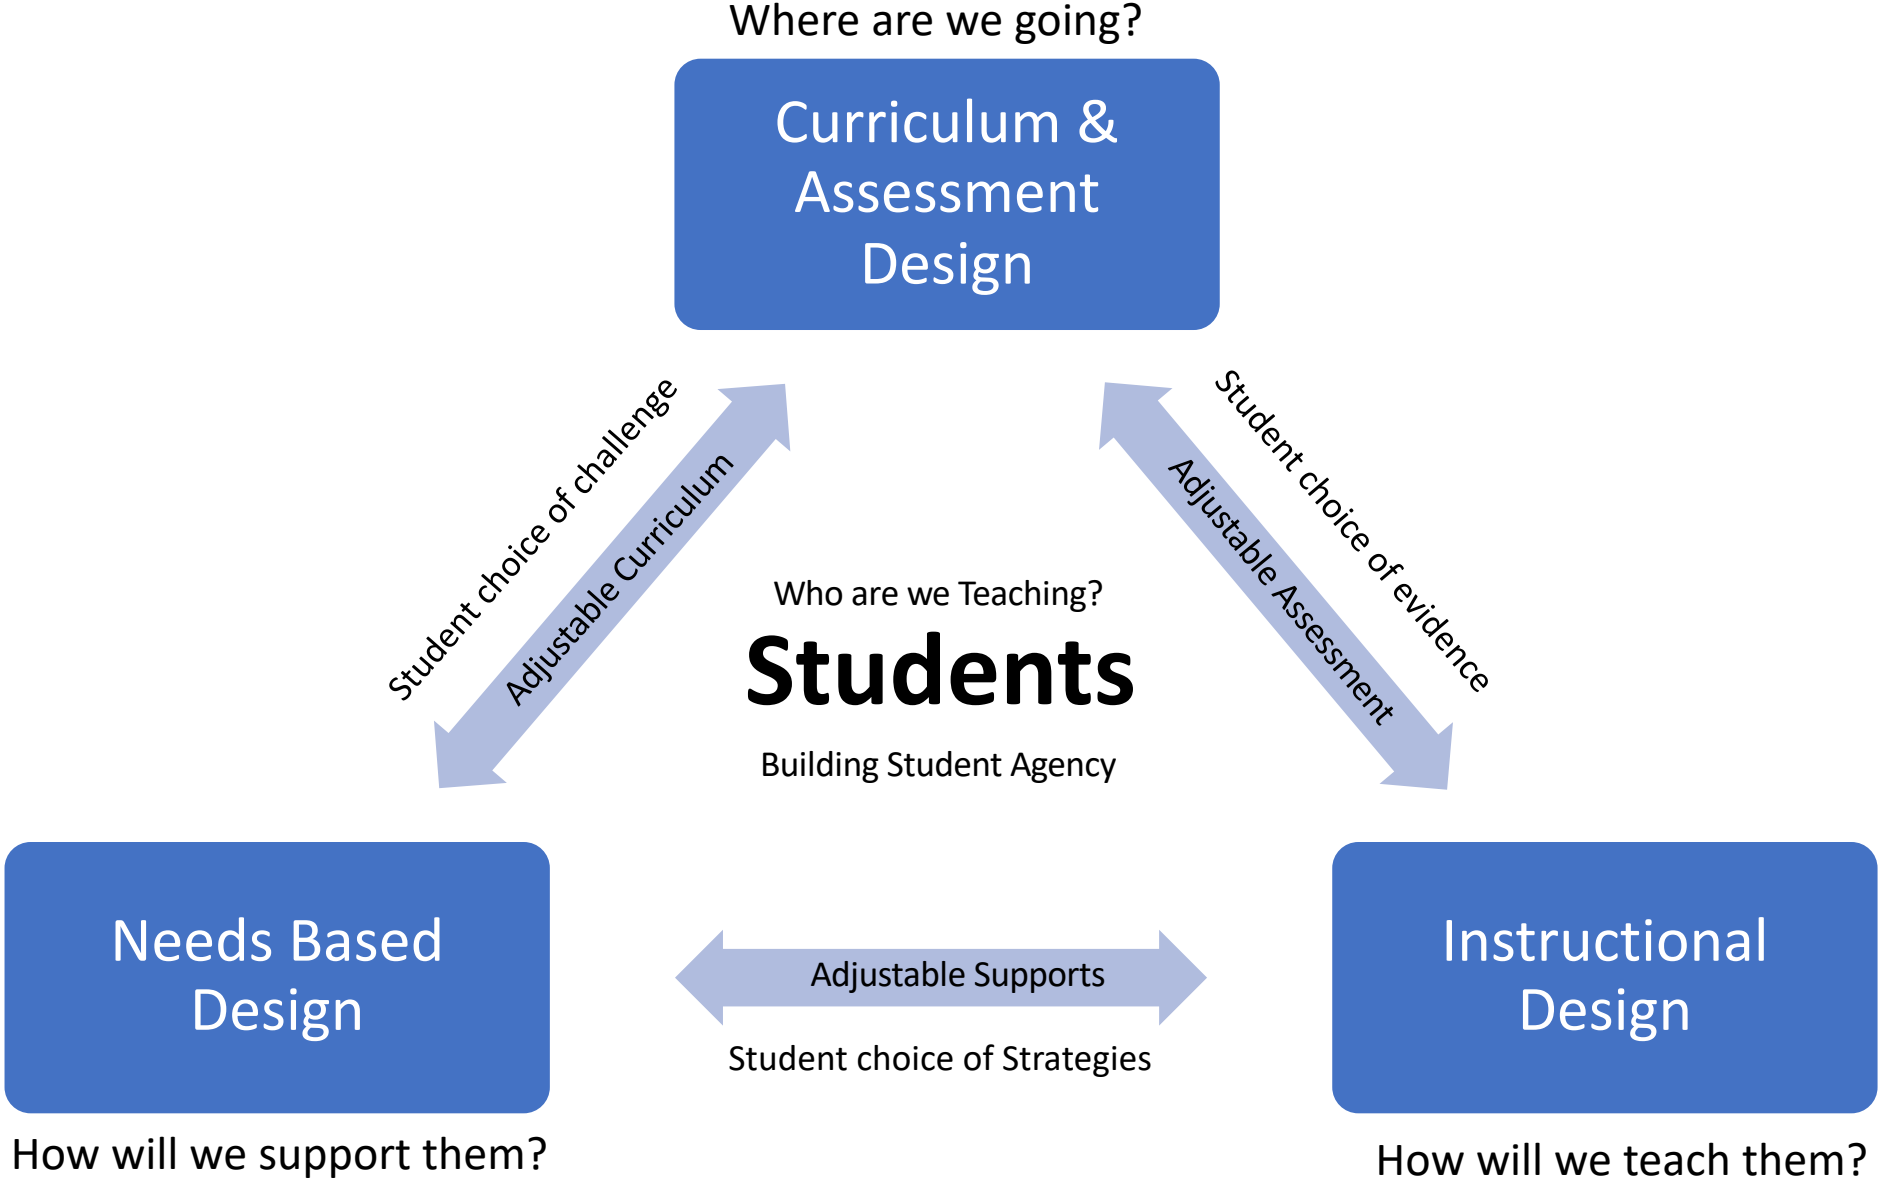 Where are we going?
Curriculum &
Assessment
Design
Student choice of challenge
Adjustable Curriculum
Adjustable Assessment
Student choice of evidence
Who are we Teaching?
Students
Building Student Agency
Needs Based
Design
Adjustable Supports
Student choice of Strategies
Instructional
Design
How will we support them?
How will we teach them?